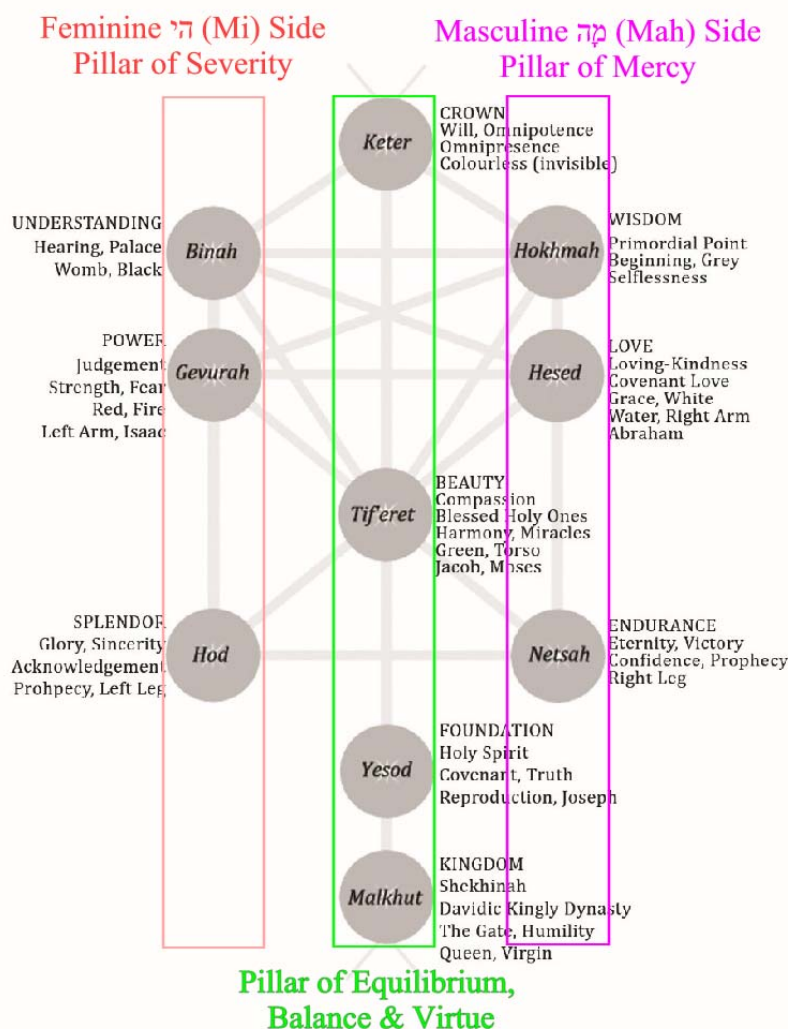 Feminine הי (Mi) Side
Pillar of Severity
Masculine מָה (Mah) Side
Pillar of Mercy
Keter
CROWN
Will, Omnipotence
Omnipresence
Colourless (invisible)
UNDERSTANDING
Hearing, Palace
Womb, Black
Binah
Hokhmah
WISDOM
Primordial Point
Beginning, Grey
Selflessness
POWER
Judgement
Strength, Fear
Red, Fire
Left Arm, Isaac
Gevurah
Hesed
LOVE
Loving-Kindness
Covenant Love
Grace, White
Water, Right Arm
Abraham
Tif'eret
BEAUTY
Compassion
Blessed Holy Ones
Harmony, Miracles
Green, Torso
Jacob, Moses
SPLENDOR
Glory, Sincerity
Acknowledgement
Prohpecy, Left Leg
Hod
Netsah
ENDURANCE
Eternity, Victory
Confidence, Prophecy
Right Leg
Yesod
FOUNDATION
Holy Spirit
Covenant, Truth
Reproduction, Joseph
Malkhut
KINGDOM
Shekhinah
Davidic Kingly Dynasty
The Gate, Humility
Queen, Virgin
Pillar of Equilibrium,
Balance & Virtue